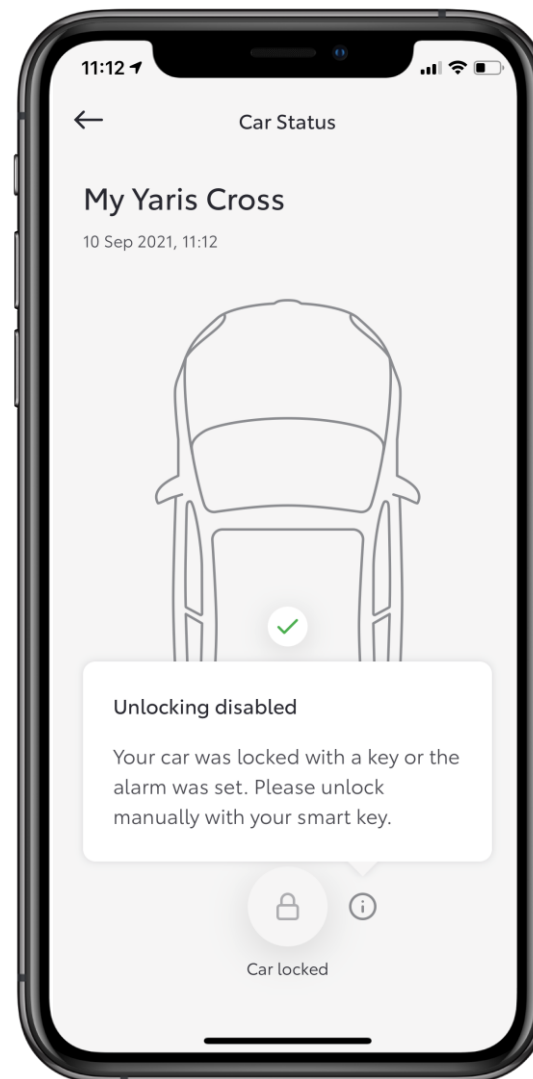 11:12
Car Status
My Yaris Cross
10 Sep 2021, 11:12
Unlocking disabled
Your car was locked with a key or the
alarm was set. Please unlock
manually with your smart key.
Car locked